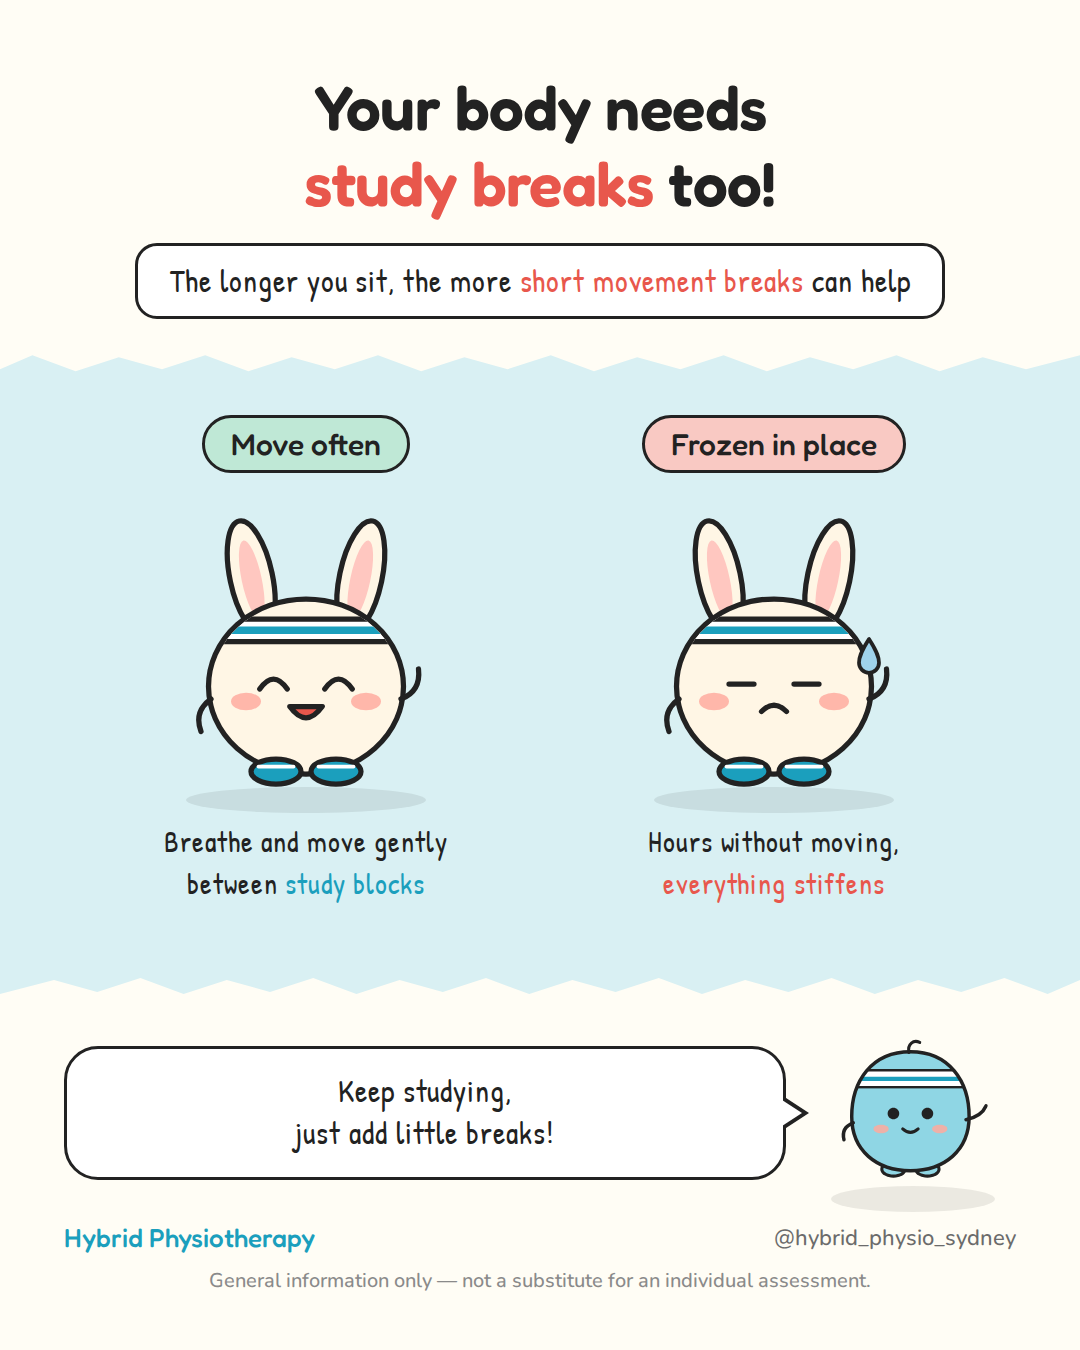 Your body needs
study breaks too!
The longer you sit, the more short movement breaks can help
Move often
Frozen in place
Breathe and move gently
between study blocks
Hours without moving,
everything stiffens
Keep studying,
just add little breaks!
Hybrid Physiotherapy
@hybrid_physio_sydney
General information only — not a substitute for an individual assessment.